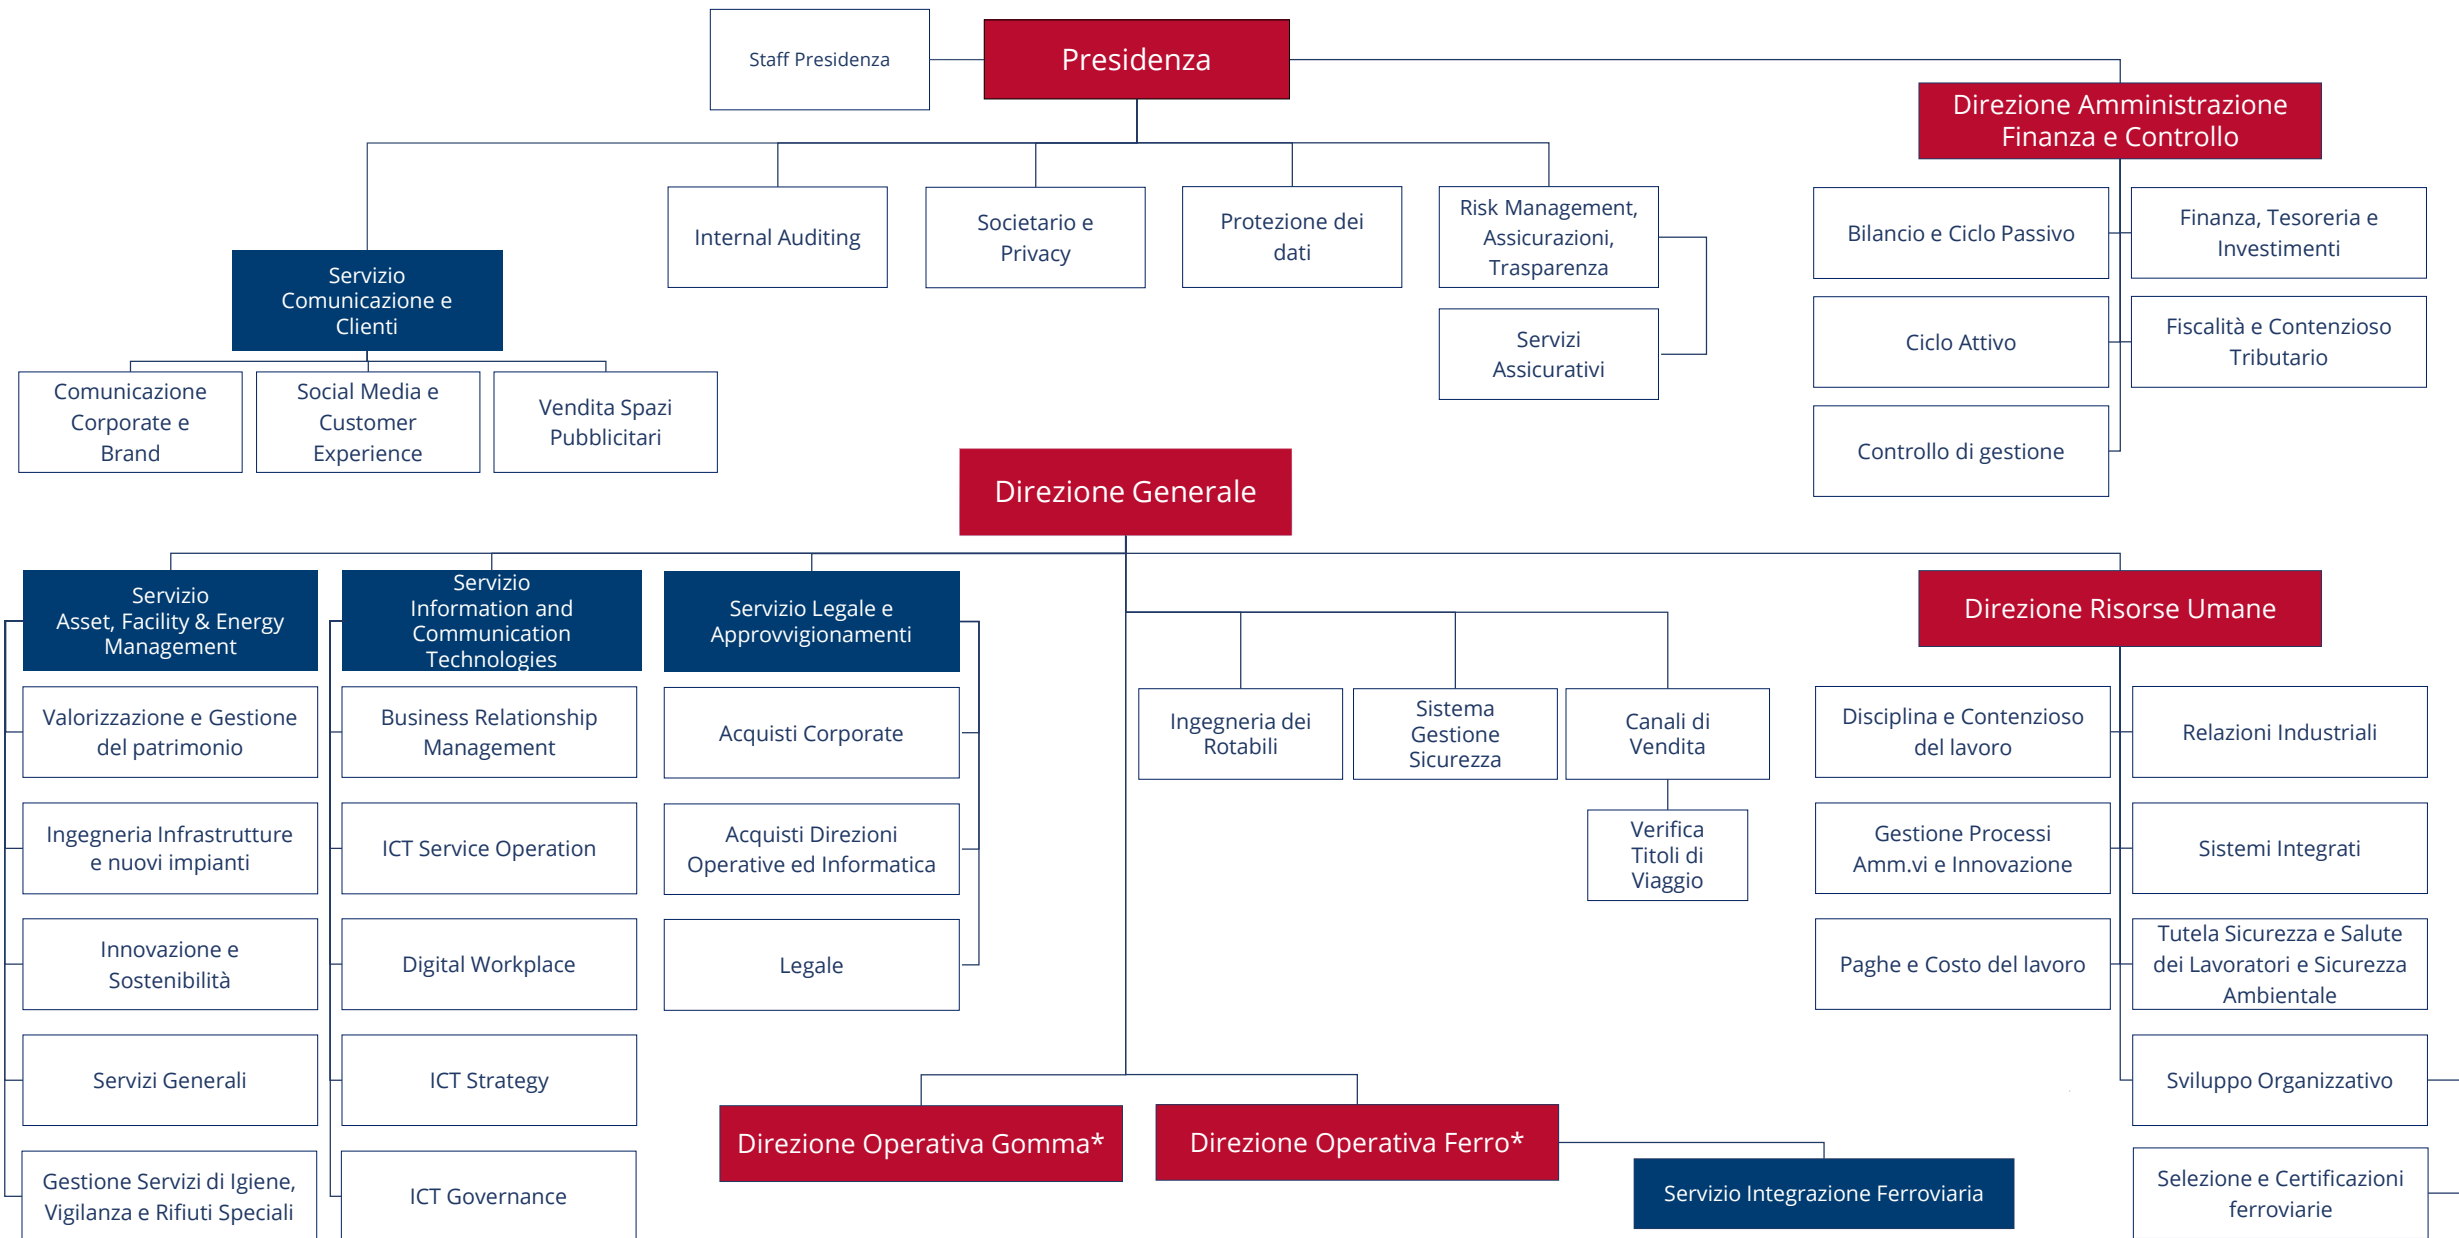 Staff Presidenza
Presidenza
Direzione Amministrazione
Finanza e Controllo
Internal Auditing
Societario e
Privacy
Protezione dei
dati
Risk Management,
Assicurazioni,
Trasparenza
Servizi
Assicurativi
Bilancio e Ciclo Passivo
Finanza, Tesoreria e
Investimenti
Ciclo Attivo
Fiscalità e Contenzioso
Tributario
Controllo di gestione
Servizio
Comunicazione e
Clienti
Comunicazione
Corporate e
Brand
Social Media e
Customer
Experience
Vendita Spazi
Pubblicitari
Direzione Generale
Servizio
Asset, Facility & Energy
Management
Valorizzazione e Gestione
del patrimonio
Ingegneria Infrastrutture
e nuovi impianti
Innovazione e
Sostenibilità
Servizi Generali
Gestione Servizi di Igiene,
Vigilanza e Rifiuti Speciali
Servizio
Information and
Communication
Technologies
Business Relationship
Management
ICT Service Operation
Digital Workplace
ICT Strategy
ICT Governance
Servizio Legale e
Approvvigionamenti
Acquisti Corporate
Acquisti Direzioni
Operative ed Informatica
Legale
Ingegneria dei
Rotabili
Sistema
Gestione
Sicurezza
Canali di
Vendita
Verifica
Titoli di
Viaggio
Direzione Risorse Umane
Disciplina e Contenzioso
del lavoro
Relazioni Industriali
Gestione Processi
Amm.vi e Innovazione
Sistemi Integrati
Paghe e Costo del lavoro
Tutela Sicurezza e Salute
dei Lavoratori e Sicurezza
Ambientale
Sviluppo Organizzativo
Selezione e Certificazioni
ferroviarie
Direzione Operativa Gomma*
Direzione Operativa Ferro*
Servizio Integrazione Ferroviaria